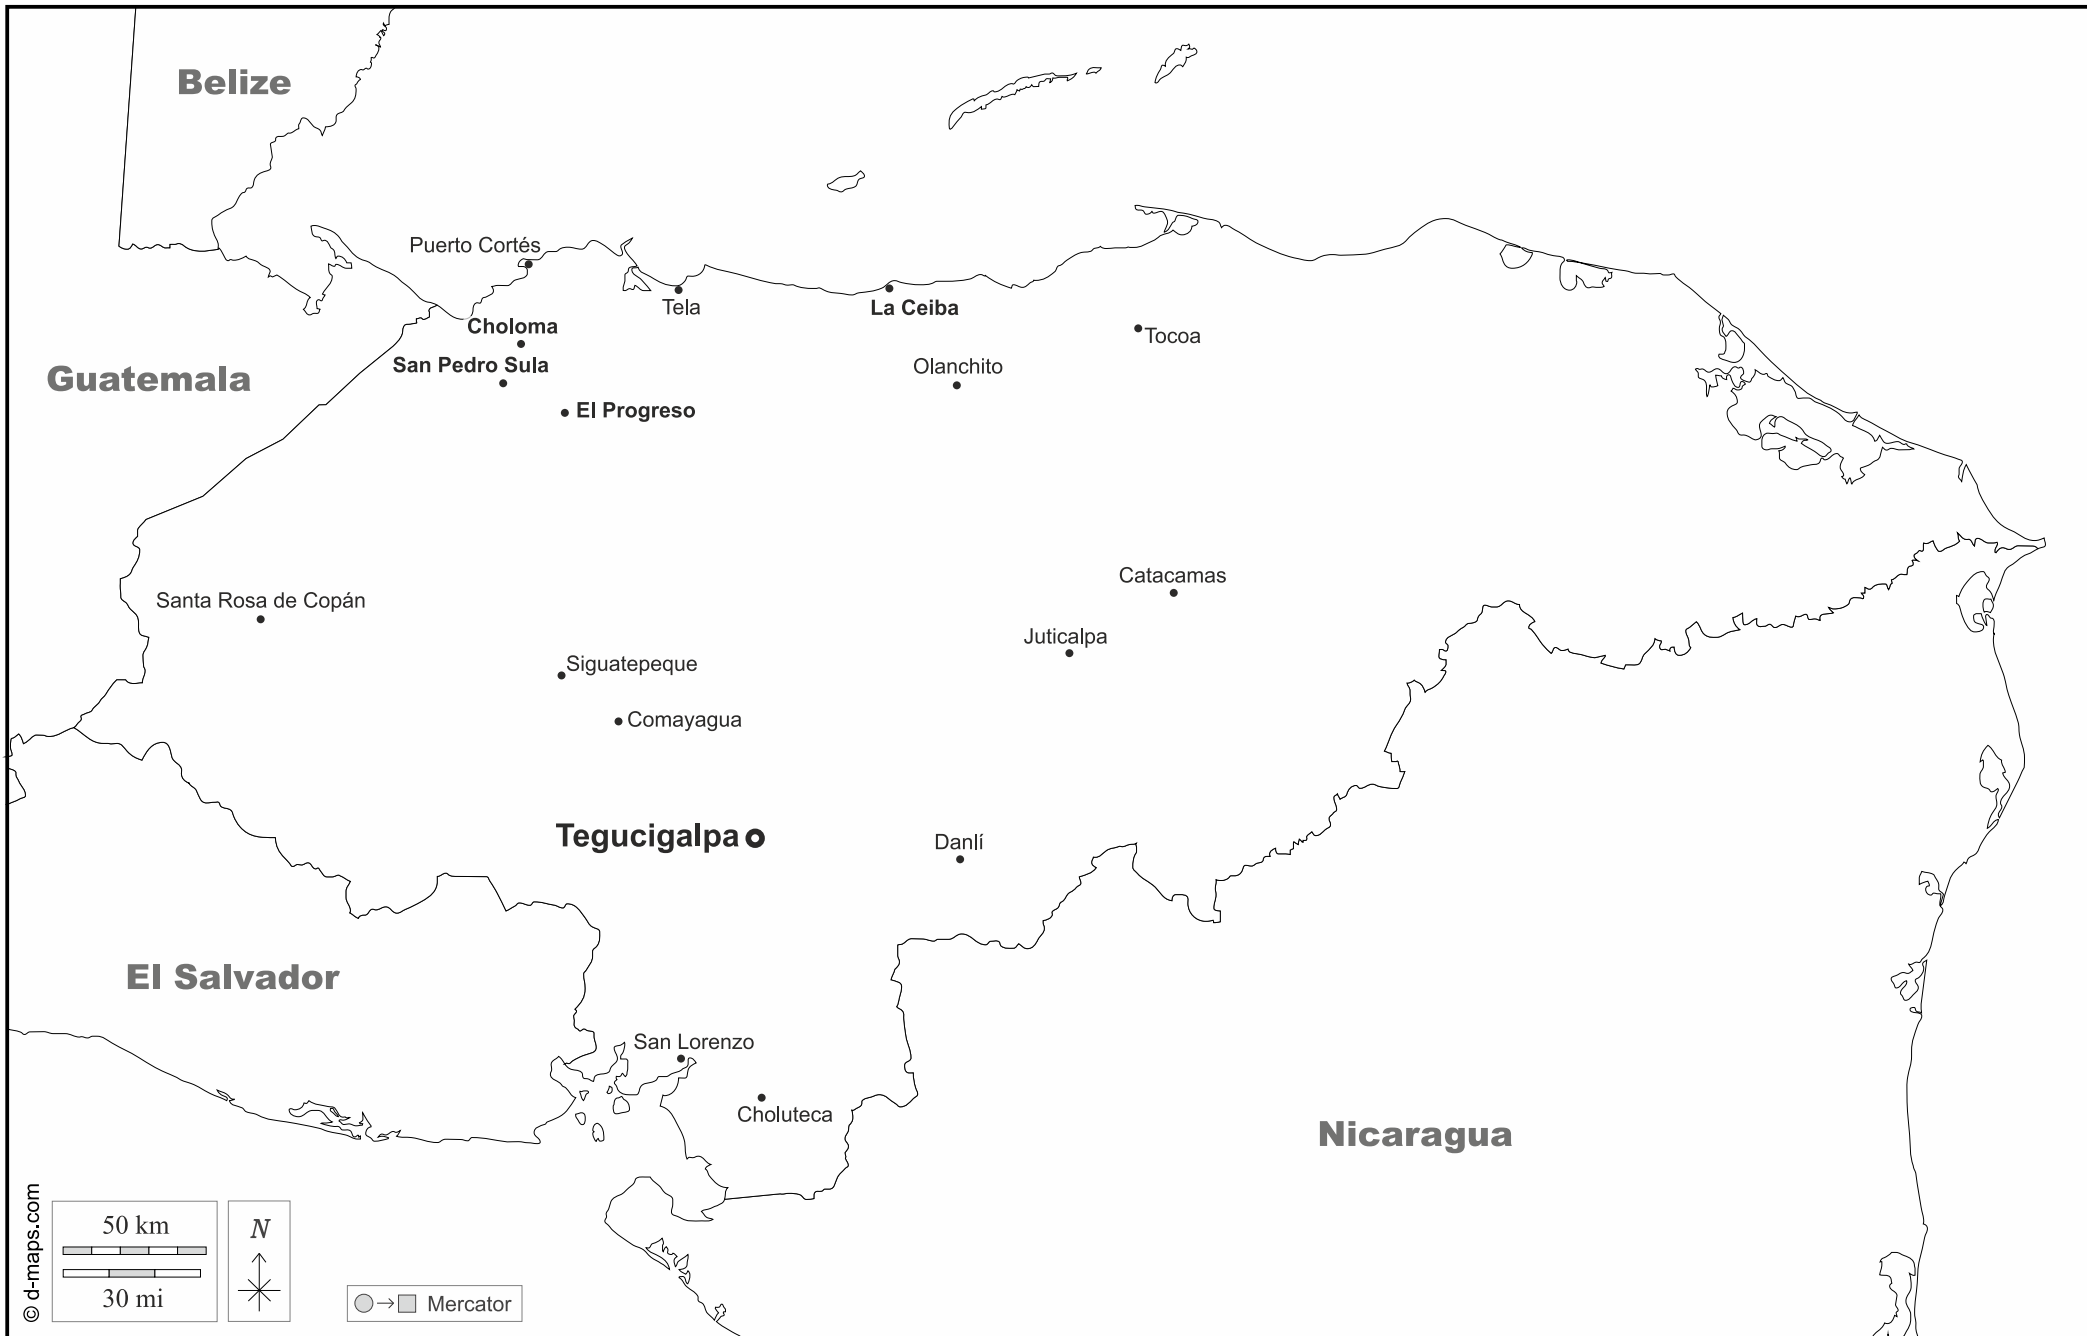 Belize
Puerto Cortés
Tela
La Ceiba
Choloma
Tocoa
San Pedro Sula
Olanchito
Guatemala
El Progreso
Catacamas
Santa Rosa de Copán
Juticalpa
Siguatepeque
Comayagua
Tegucigalpa
Danlí
El Salvador
San Lorenzo
Choluteca
Nicaragua
© d-maps.com
50 km
30 mi
N
Mercator